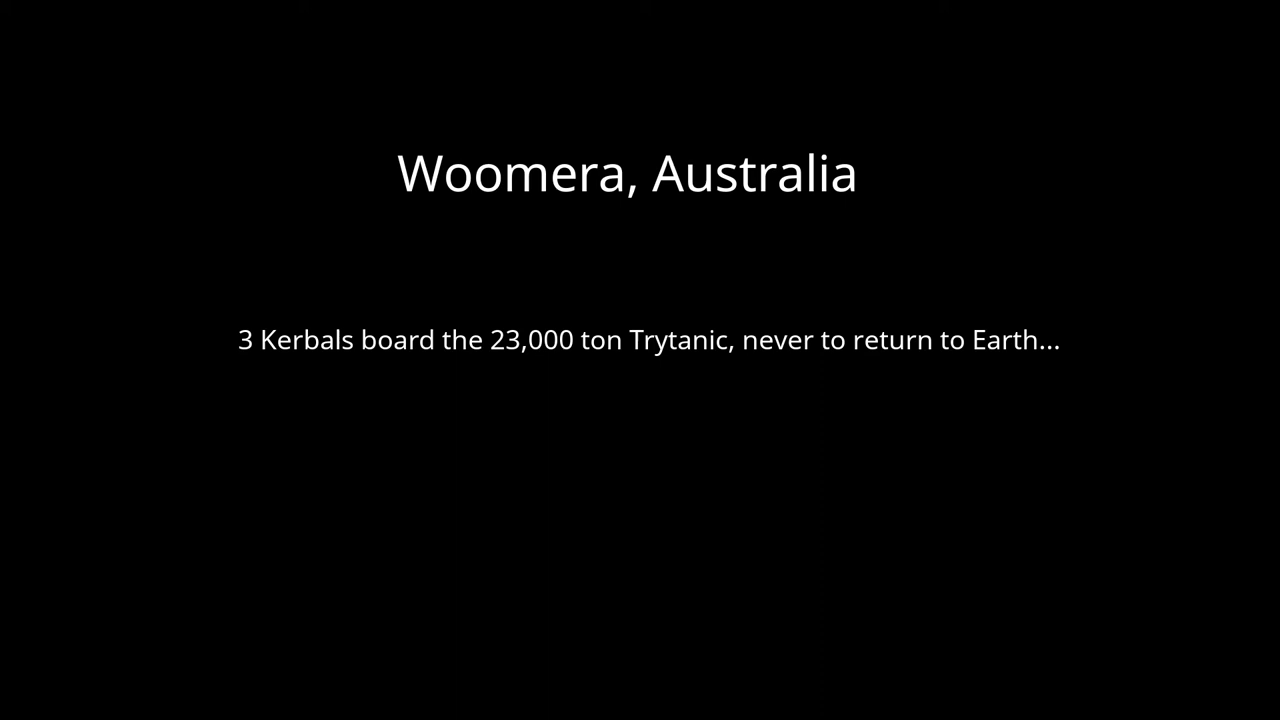 Woomera, Australia
3 Kerbals board the 23,000 ton Trytanic, never to return to Earth...